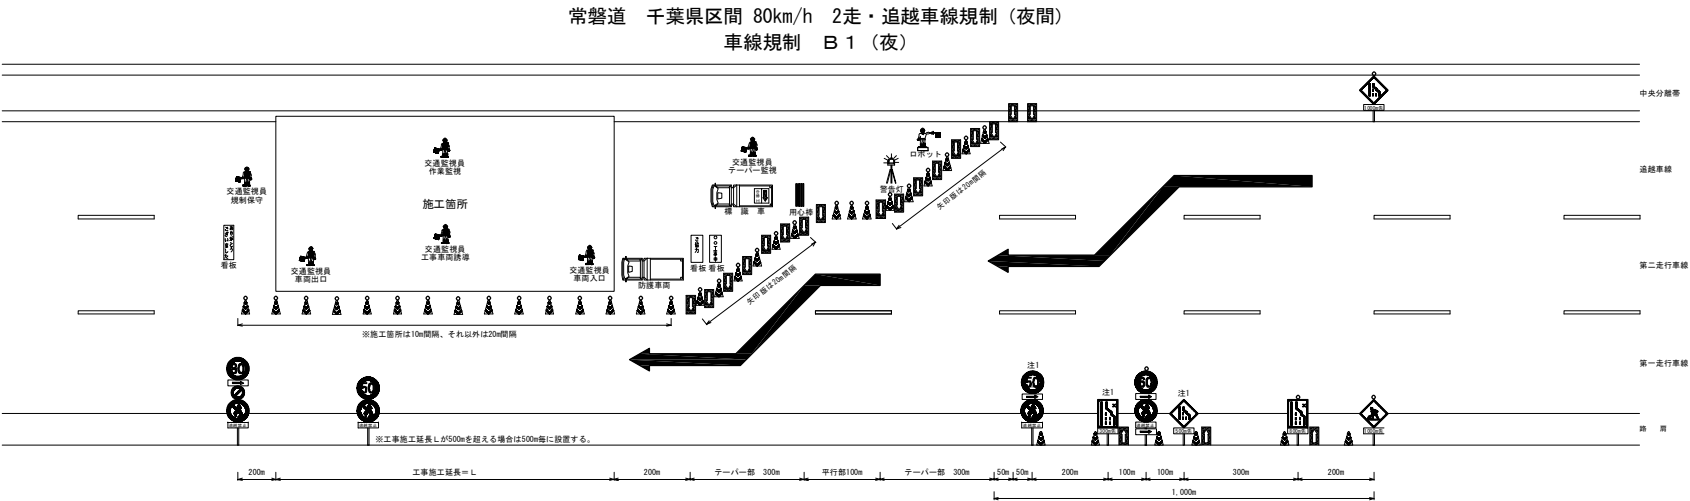 常磐道　千葉県区間 80km/h　2走・追越車線規制（夜間）
車線規制　Ｂ１（夜）
中央分離帯
追越車線
第二走行車線
第一走行車線
路　肩
交通監視員
作業監視
交通監視員
規制保守
施工箇所
交通監視員
工事車両誘導
交通監視員
車両出口
交通監視員
車両入口
看板
交通監視員
テーパー監視
標　識　車
用心棒
警告灯
ロボット
矢印板は20m間隔
看板
看板
防護車両
矢印板は20m間隔
※施工箇所は10m間隔、それ以外は20m間隔
80
50
注1
50
注1
※工事施工延長Ｌが500mを超える場合は500m毎に設置する。
200m
工事施工延長＝Ｌ
200m
テーパー部　300m
平行部100m
テーパー部　300m
50m
50m
200m
100m
100m
300m
200m
1,000m